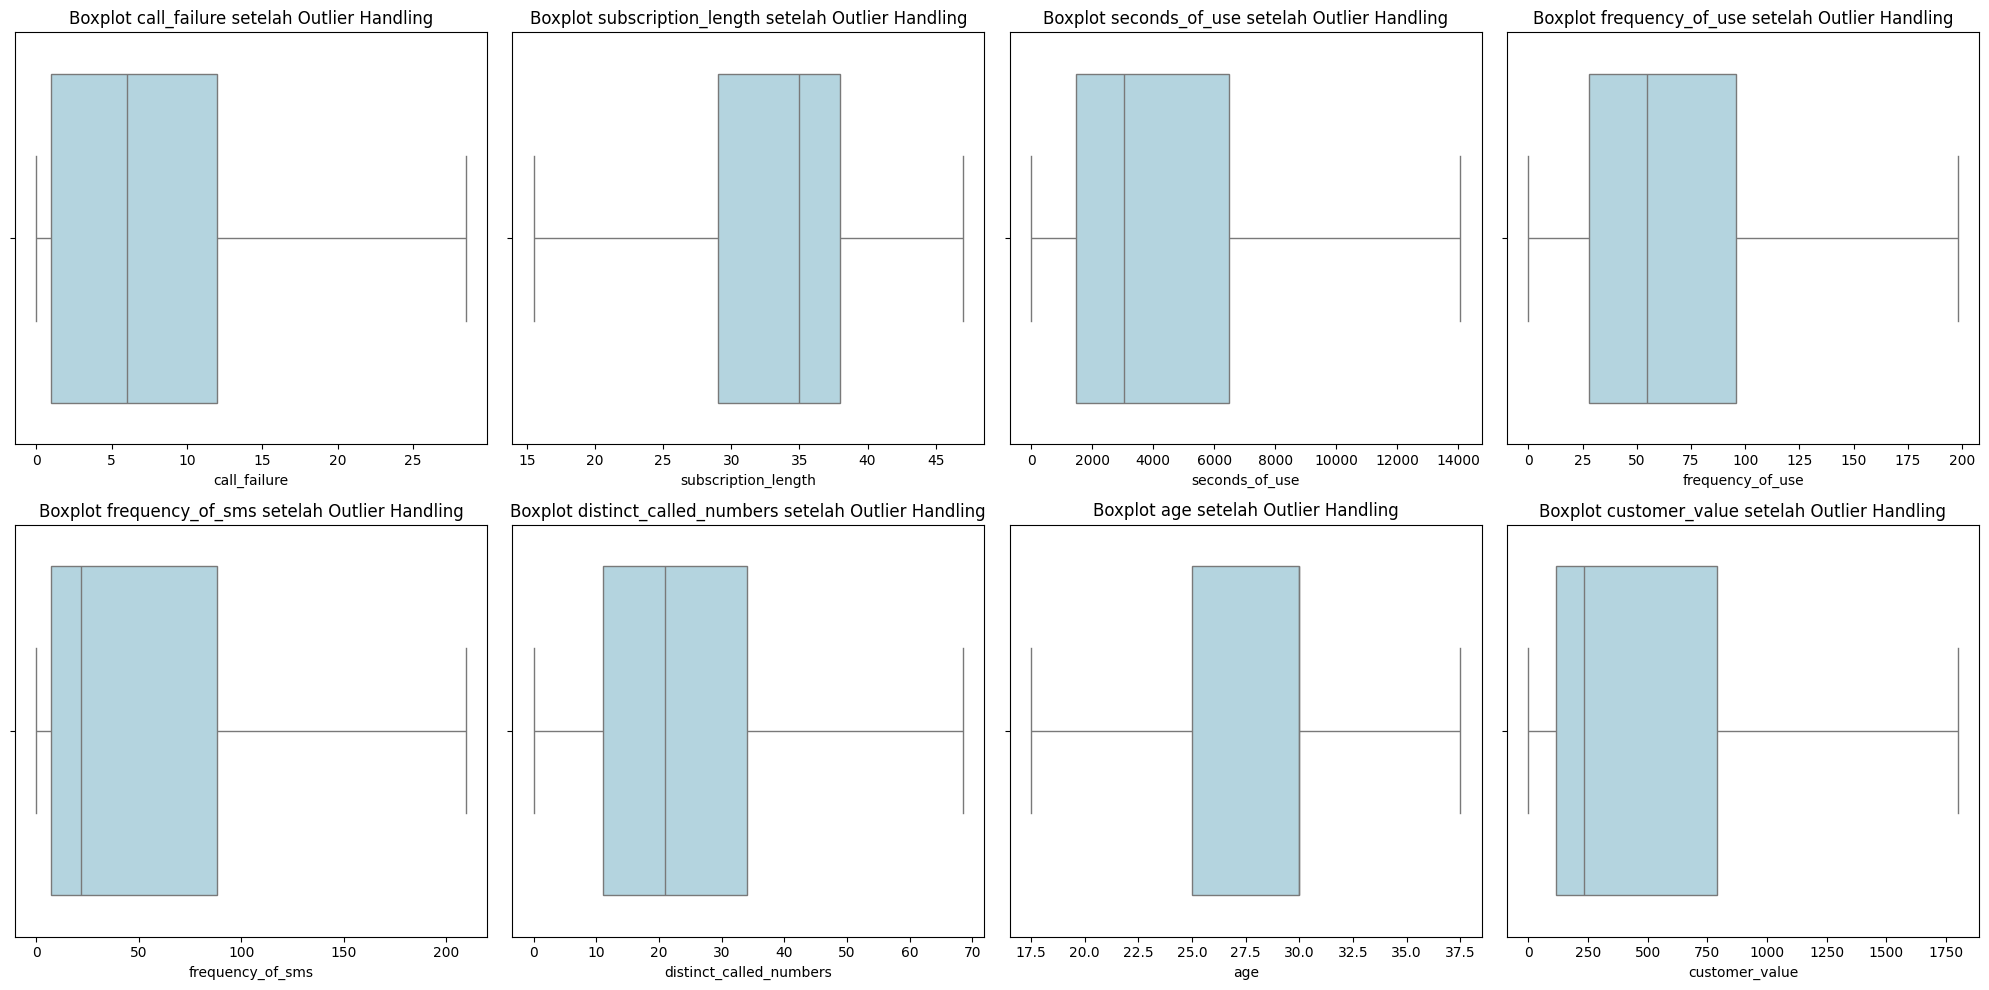 Boxplot call_failure setelah Outlier Handling
0 5 10 15 20 25
call_failure
Boxplot subscription_length setelah Outlier Handling
15 20 25 30 35 40 45
subscription_length
Boxplot seconds_of_use setelah Outlier Handling
0 2000 4000 6000 8000 10000 12000 14000
seconds_of_use
Boxplot frequency_of_use setelah Outlier Handling
0 25 50 75 100 125 150 175 200
frequency_of_use
Boxplot frequency_of_sms setelah Outlier Handling
0 50 100 150 200
frequency_of_sms
Boxplot distinct_called_numbers setelah Outlier Handling
0 10 20 30 40 50 60 70
distinct_called_numbers
Boxplot age setelah Outlier Handling
17.5 20.0 22.5 25.0 27.5 30.0 32.5 35.0 37.5
age
Boxplot customer_value setelah Outlier Handling
0 250 500 750 1000 1250 1500 1750
customer_value